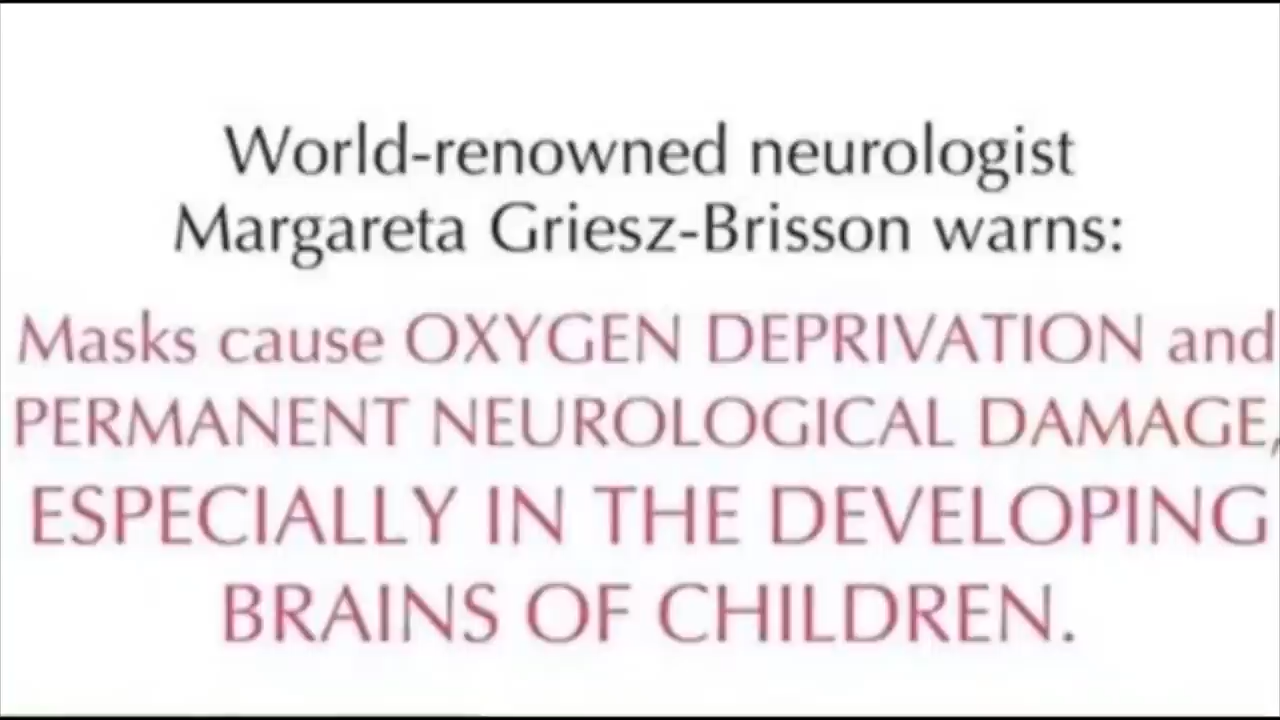 World-renowned neurologist
Margareta Griesz-Brisson warns:
Masks cause OXYGEN DEPRIVATION and
PERMANENT NEUROLOGICAL DAMAGE,
ESPECIALLY IN THE DEVELOPING
BRAINS OF CHILDREN.